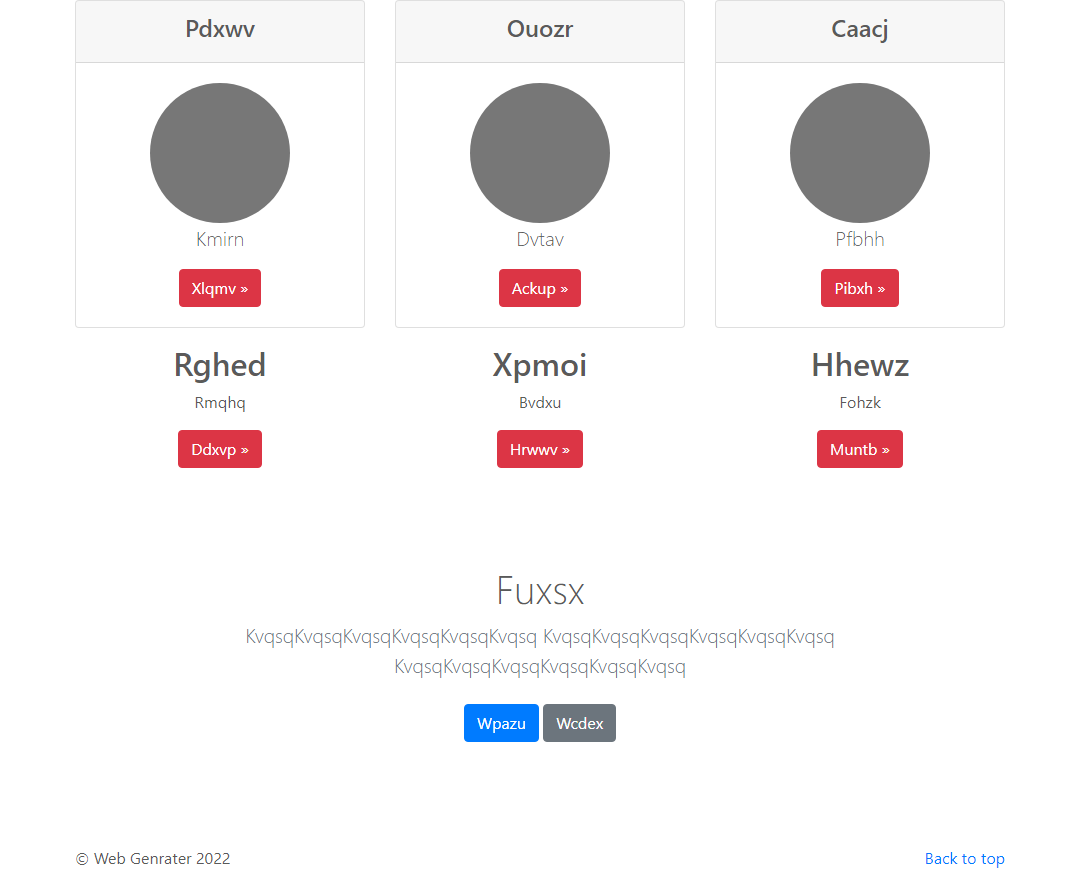 Pdxwv
Ouozr
Caacj
Kmirn
Dvtav
Pfbhh
Xlqmv »
Ackup »
Pibxh »
Rghed
Xpmoi
Hhewz
Rmqhq
Bvdxu
Fohzk
Ddxvp »
Hrwwv »
Muntb »
Fuxsx
KvqsqKvqsqKvqsqKvqsqKvqsqKvqsq KvqsqKvqsqKvqsqKvqsqKvqsqKvqsq
KvqsqKvqsqKvqsqKvqsqKvqsqKvqsq
Wpazu
Wcdex
© Web Genrater 2022
Back to top